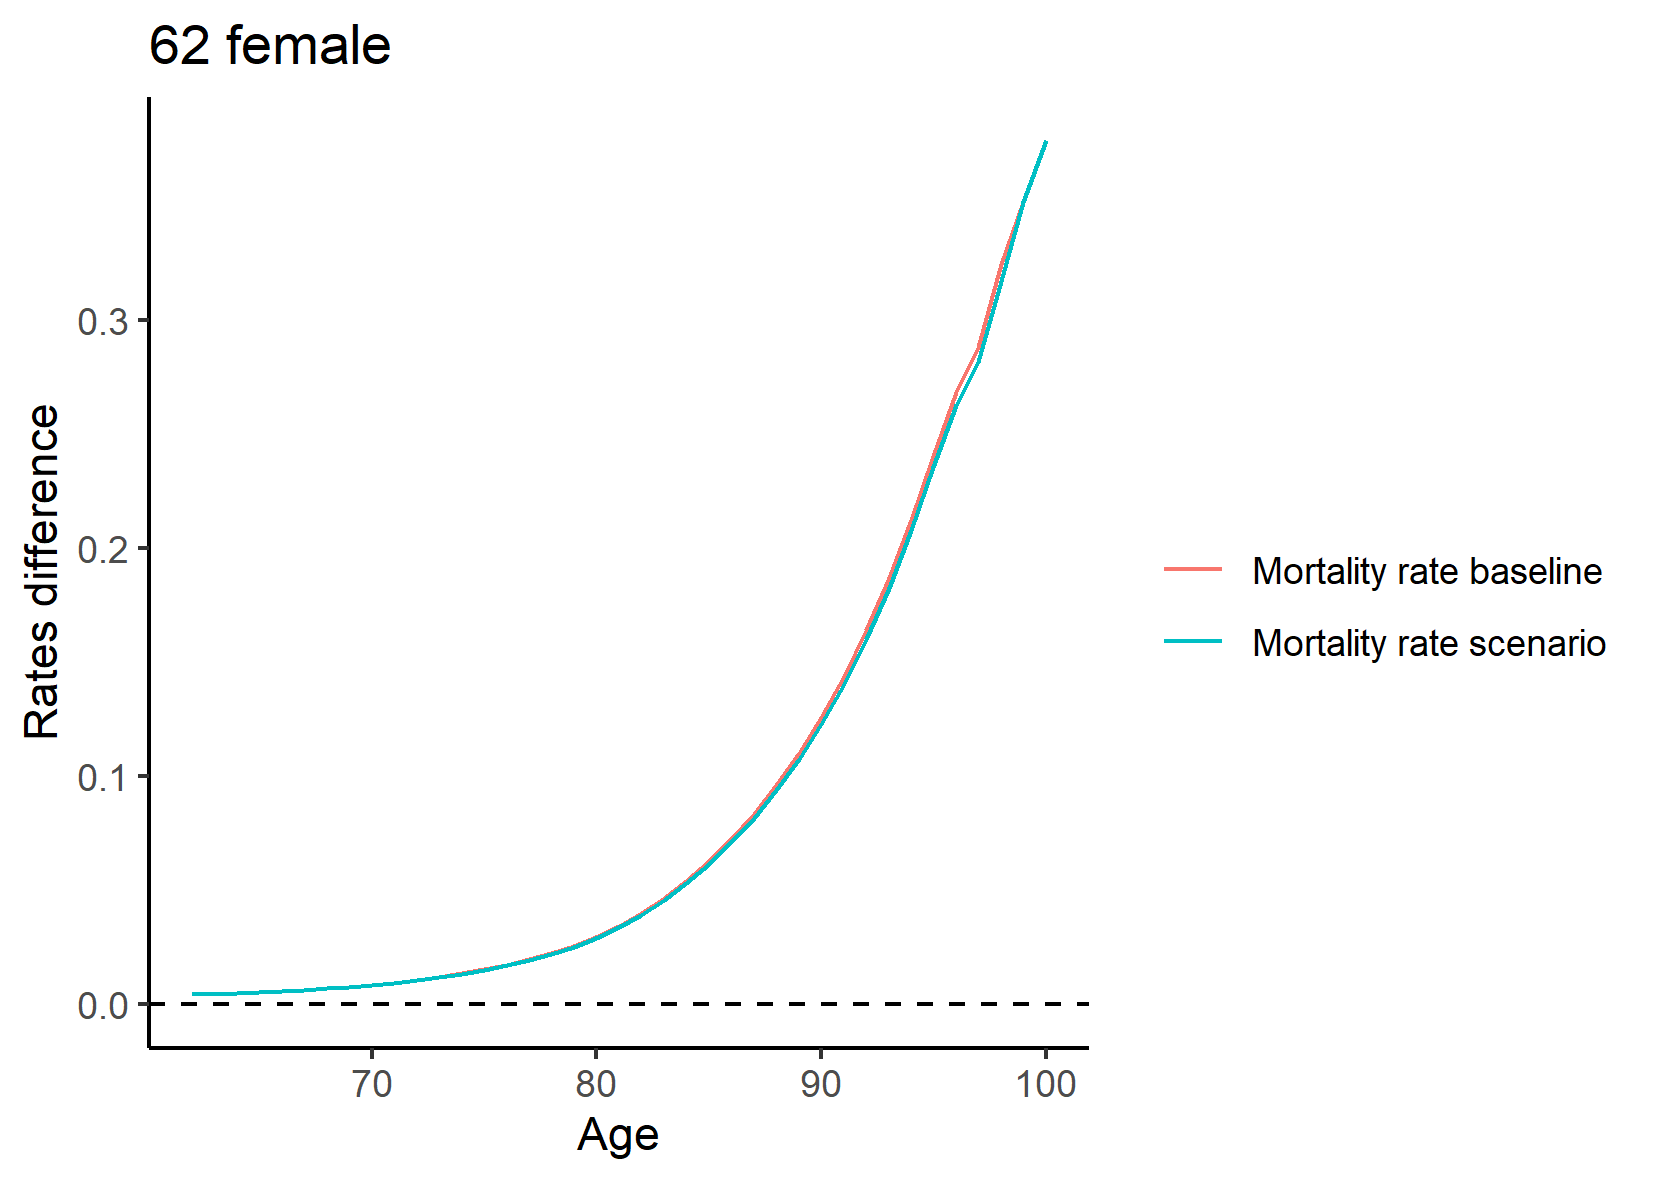 62 female
Rates difference
0.3
0.2
0.1
0.0
70 80 90 100
Age
Mortality rate baseline
Mortality rate scenario